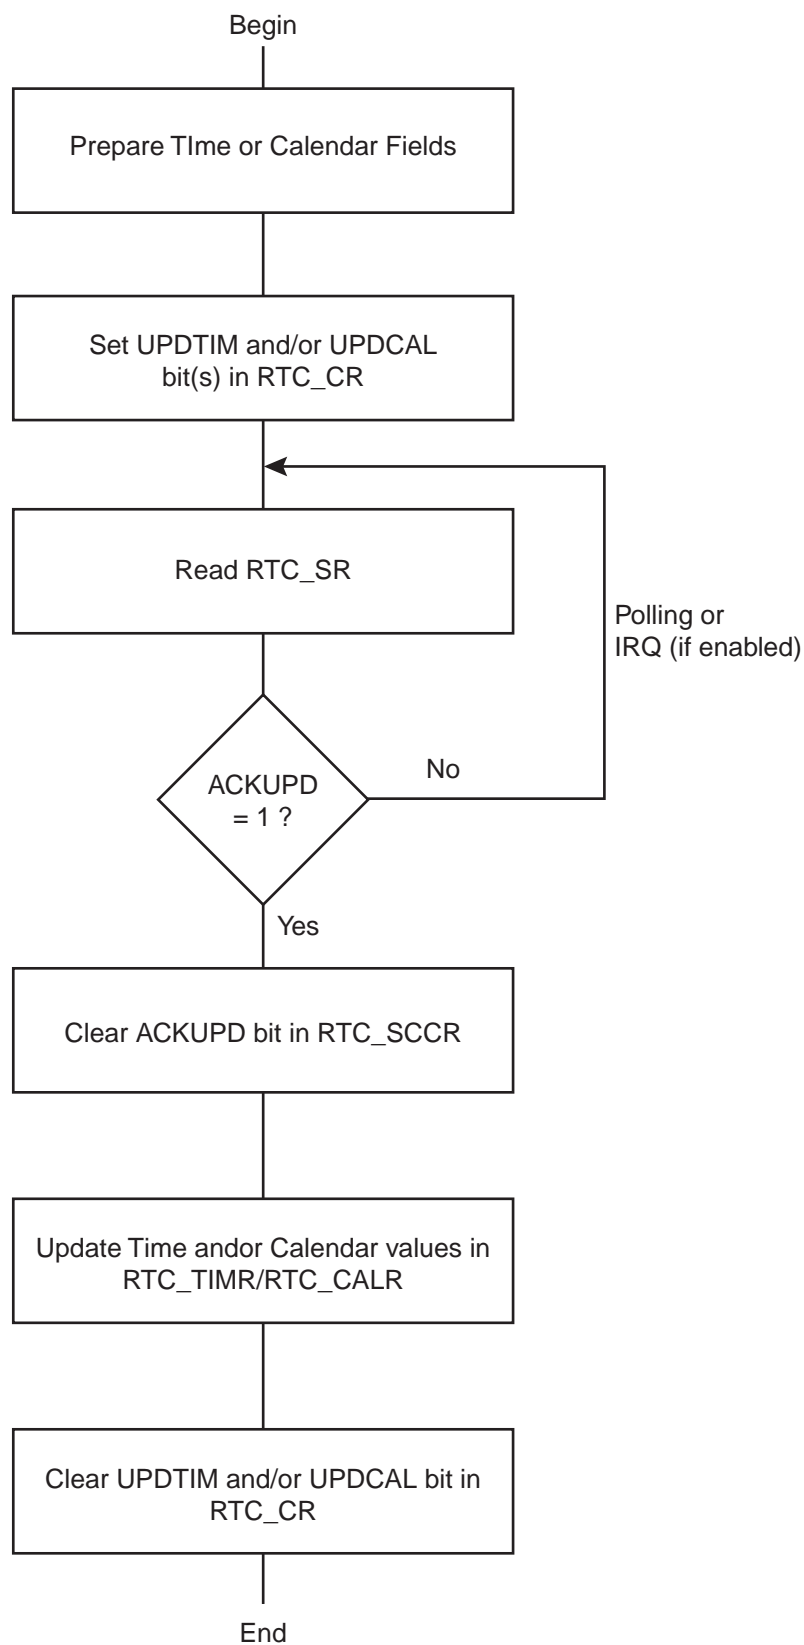 Begin
Prepare TIme or Calendar Fields
Set UPDTIM and/or UPDCAL
bit(s) in RTC_CR
Read RTC_SR
Polling or
IRQ (if enabled)
ACKUPD
= 1 ?
No
Yes
Clear ACKUPD bit in RTC_SCCR
Update Time andor Calendar values in
RTC_TIMR/RTC_CALR
Clear UPDTIM and/or UPDCAL bit in
RTC_CR
End